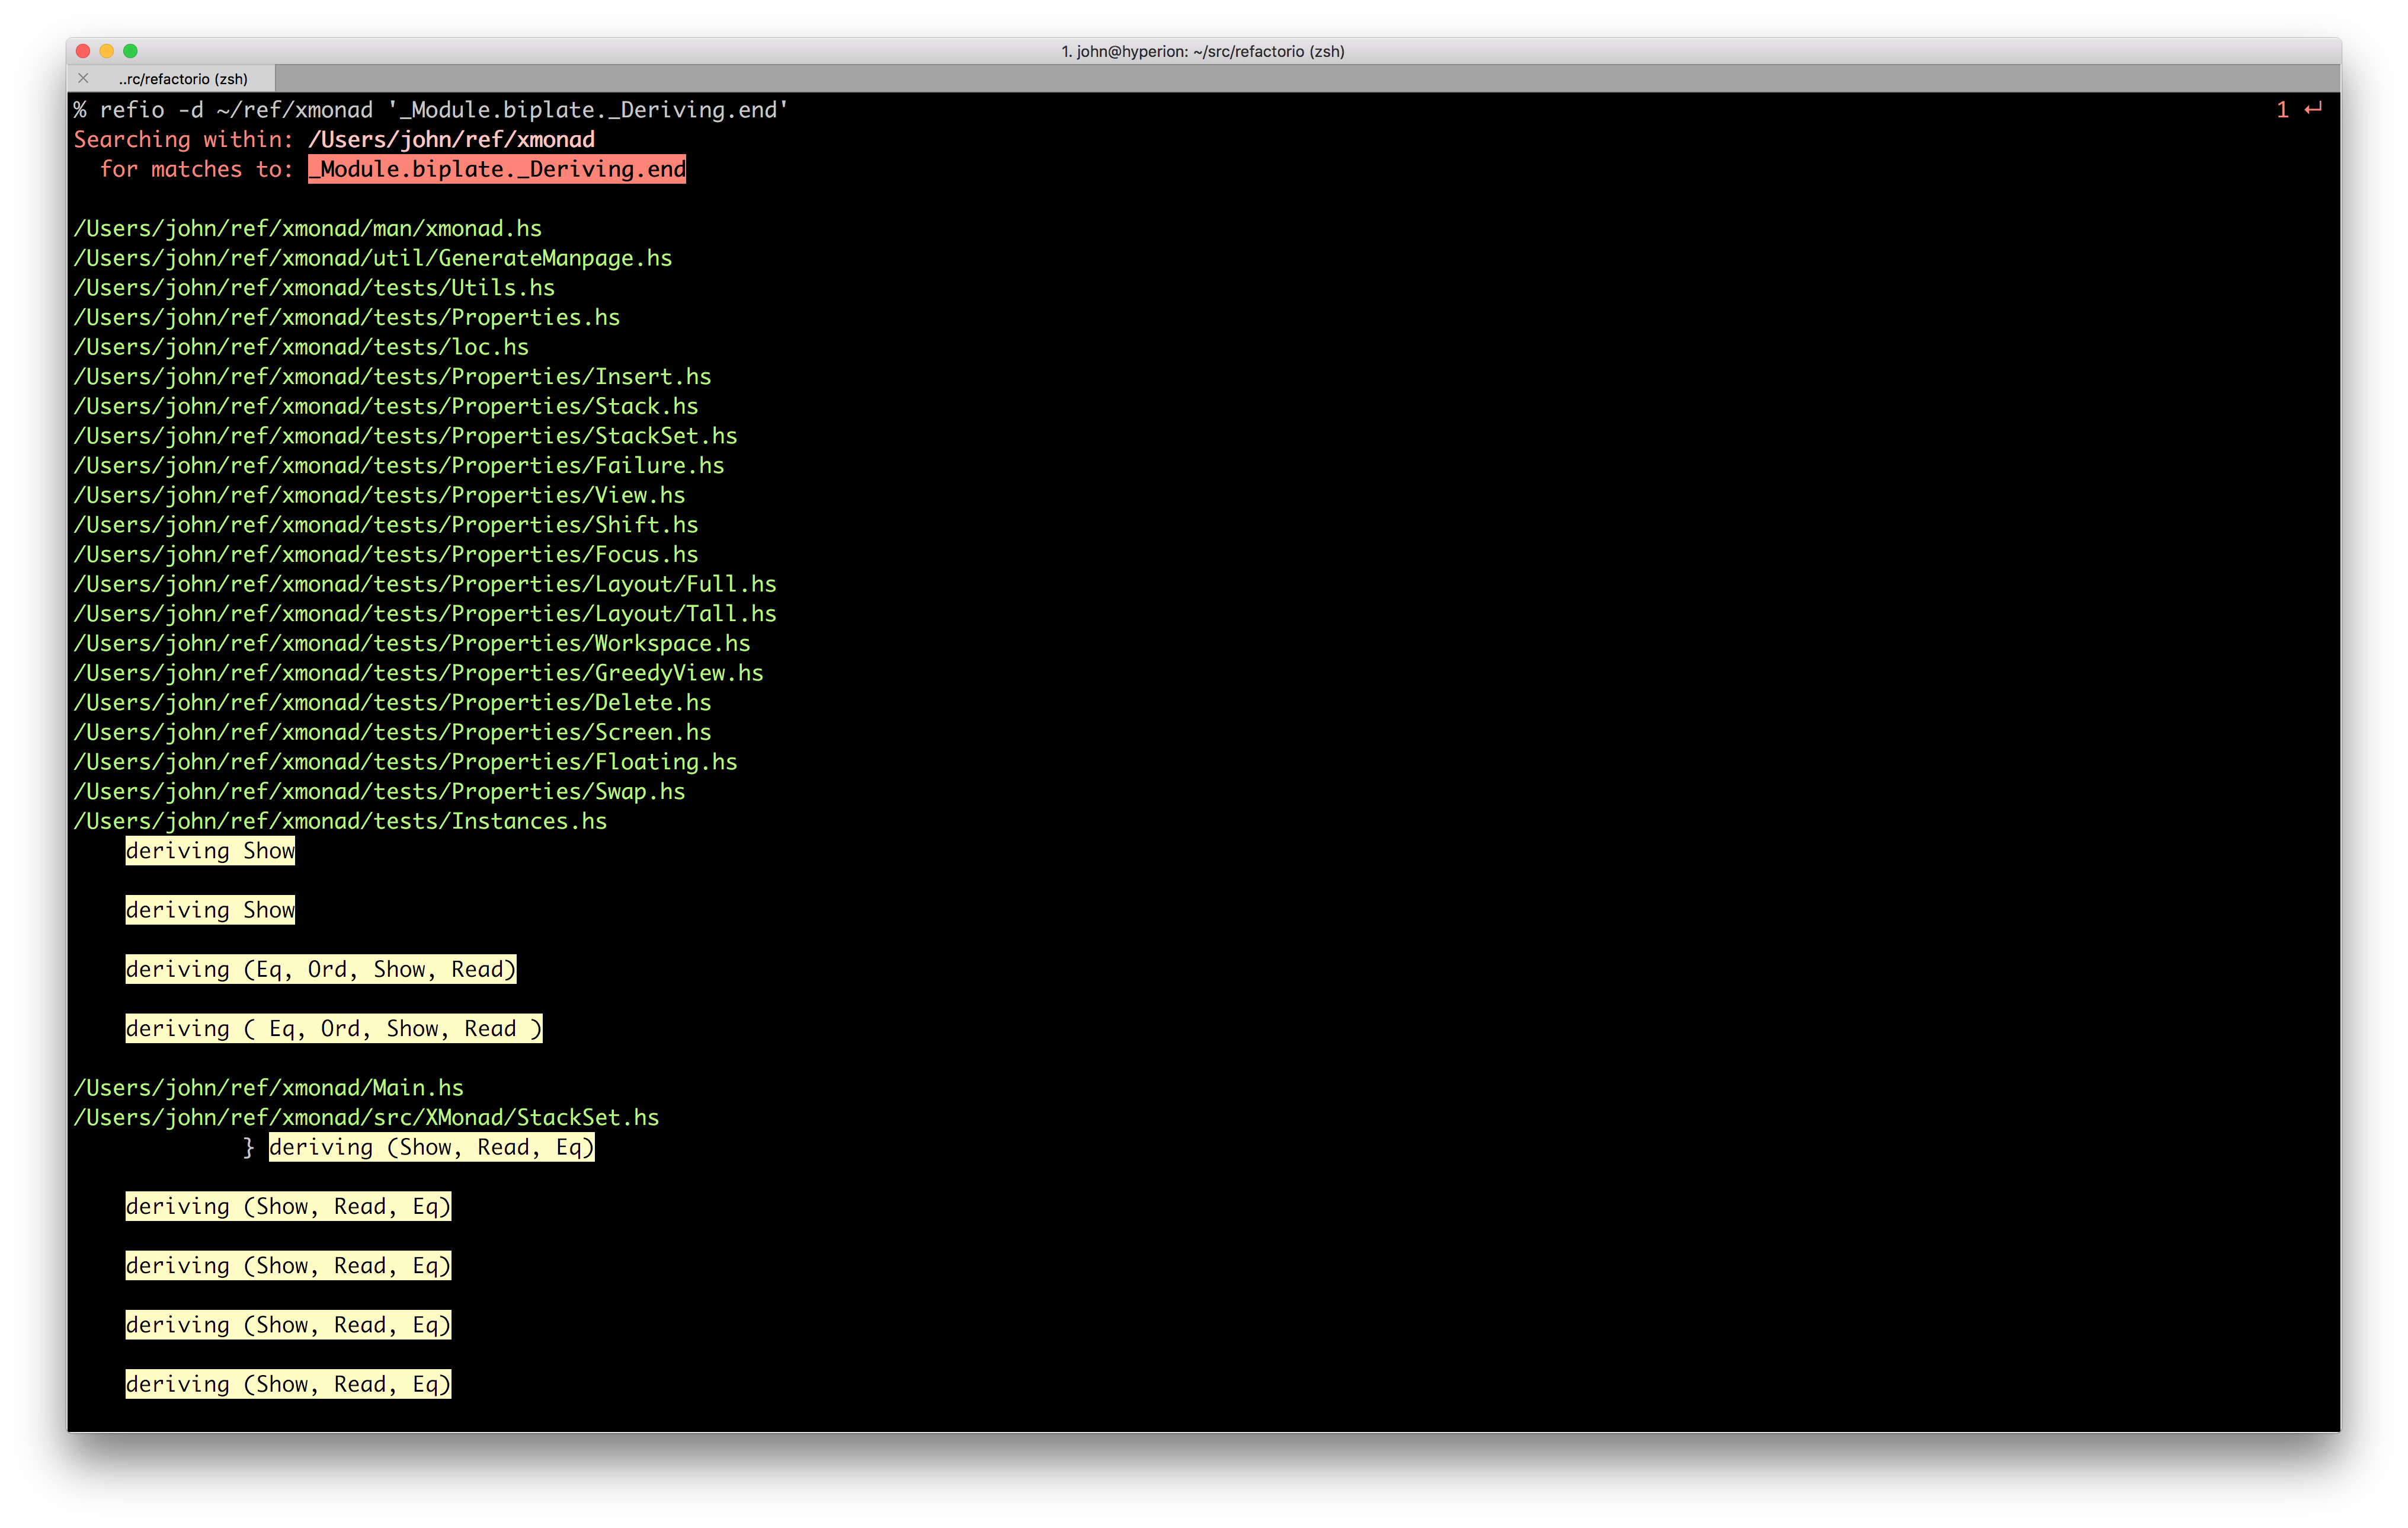 1. john@hyperion: ~/src/refactorio (zsh)
..rc/refactorio (zsh)
% refio -d ~/ref/xmonad '_Module.biplate._Deriving.end' 1 ↵
Searching within: /Users/john/ref/xmonad
  for matches to: _Module.biplate._Deriving.end
/Users/john/ref/xmonad/man/xmonad.hs
/Users/john/ref/xmonad/util/GenerateManpage.hs
/Users/john/ref/xmonad/tests/Utils.hs
/Users/john/ref/xmonad/tests/Properties.hs
/Users/john/ref/xmonad/tests/loc.hs
/Users/john/ref/xmonad/tests/Properties/Insert.hs
/Users/john/ref/xmonad/tests/Properties/Stack.hs
/Users/john/ref/xmonad/tests/Properties/StackSet.hs
/Users/john/ref/xmonad/tests/Properties/Failure.hs
/Users/john/ref/xmonad/tests/Properties/View.hs
/Users/john/ref/xmonad/tests/Properties/Shift.hs
/Users/john/ref/xmonad/tests/Properties/Focus.hs
/Users/john/ref/xmonad/tests/Properties/Layout/Full.hs
/Users/john/ref/xmonad/tests/Properties/Layout/Tall.hs
/Users/john/ref/xmonad/tests/Properties/Workspace.hs
/Users/john/ref/xmonad/tests/Properties/GreedyView.hs
/Users/john/ref/xmonad/tests/Properties/Delete.hs
/Users/john/ref/xmonad/tests/Properties/Screen.hs
/Users/john/ref/xmonad/tests/Properties/Floating.hs
/Users/john/ref/xmonad/tests/Properties/Swap.hs
/Users/john/ref/xmonad/tests/Instances.hs
    deriving Show
    deriving Show
    deriving (Eq, Ord, Show, Read)
    deriving ( Eq, Ord, Show, Read )
/Users/john/ref/xmonad/Main.hs
/Users/john/ref/xmonad/src/XMonad/StackSet.hs
             } deriving (Show, Read, Eq)
    deriving (Show, Read, Eq)
    deriving (Show, Read, Eq)
    deriving (Show, Read, Eq)
    deriving (Show, Read, Eq)